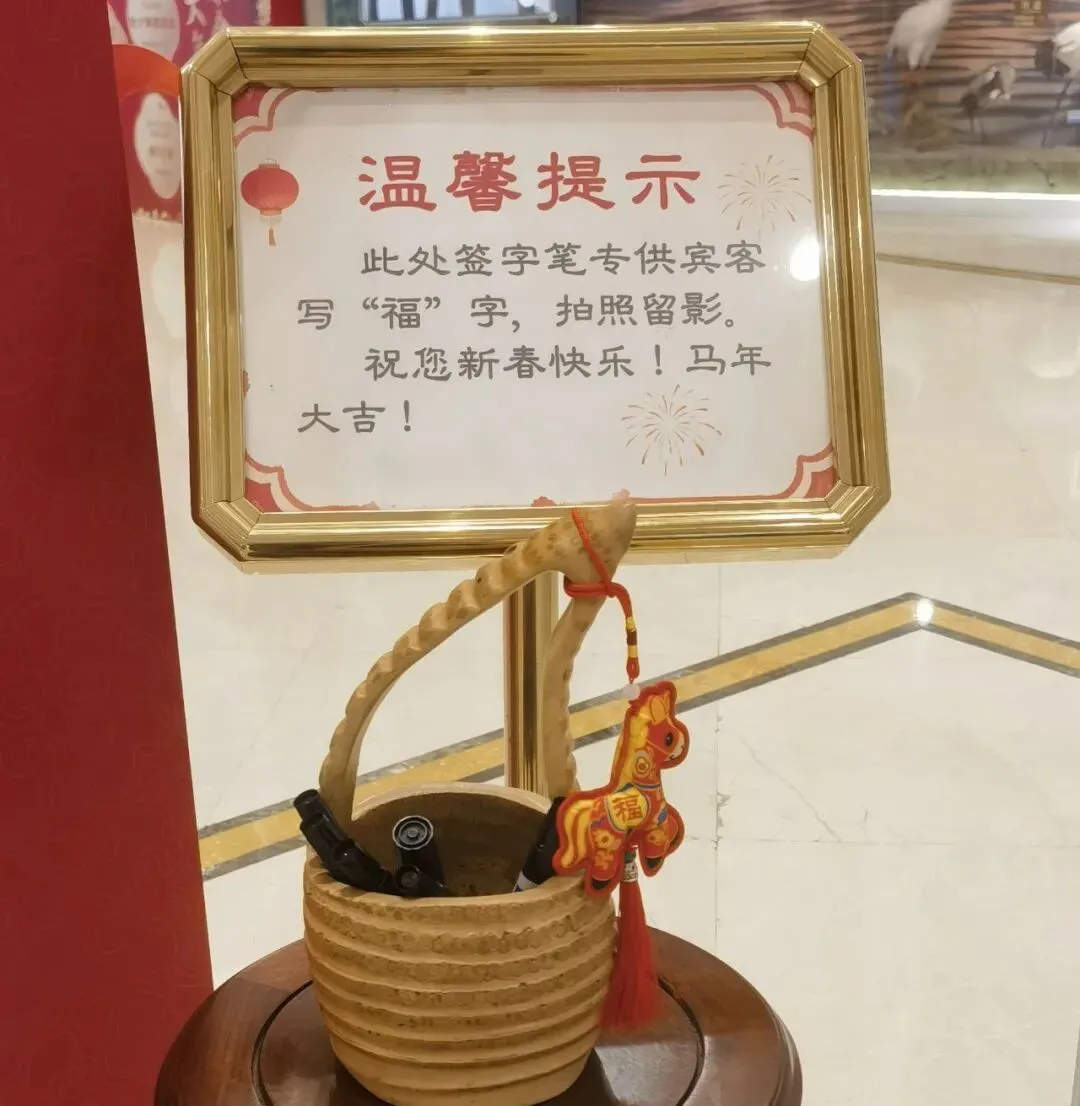 温馨提示
此处签字笔专供宾客
写“福”字，拍照留影。
祝您新春快乐！马年
大吉！
福